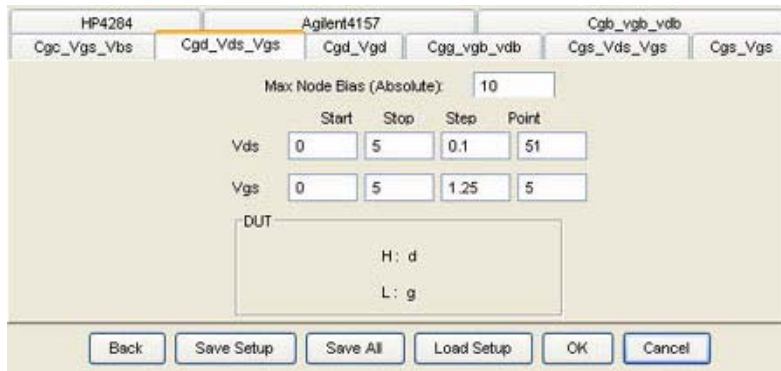 HP4284 Agilent4157 Cgb_vgb_vdb
Cgc_Vgs_Vbs Cgd_Vds_Vgs Cgd_Vgd Cgg_vgb_vdb Cgs_Vds_Vgs Cgs_Vgs
Max Node Bias (Absolute): 10
Start Stop Step Point
Vds 0 5 0.1 51
Vgs 0 5 1.25 5
DUT
H: d
L: g
Back Save Setup Save All Load Setup OK Cancel